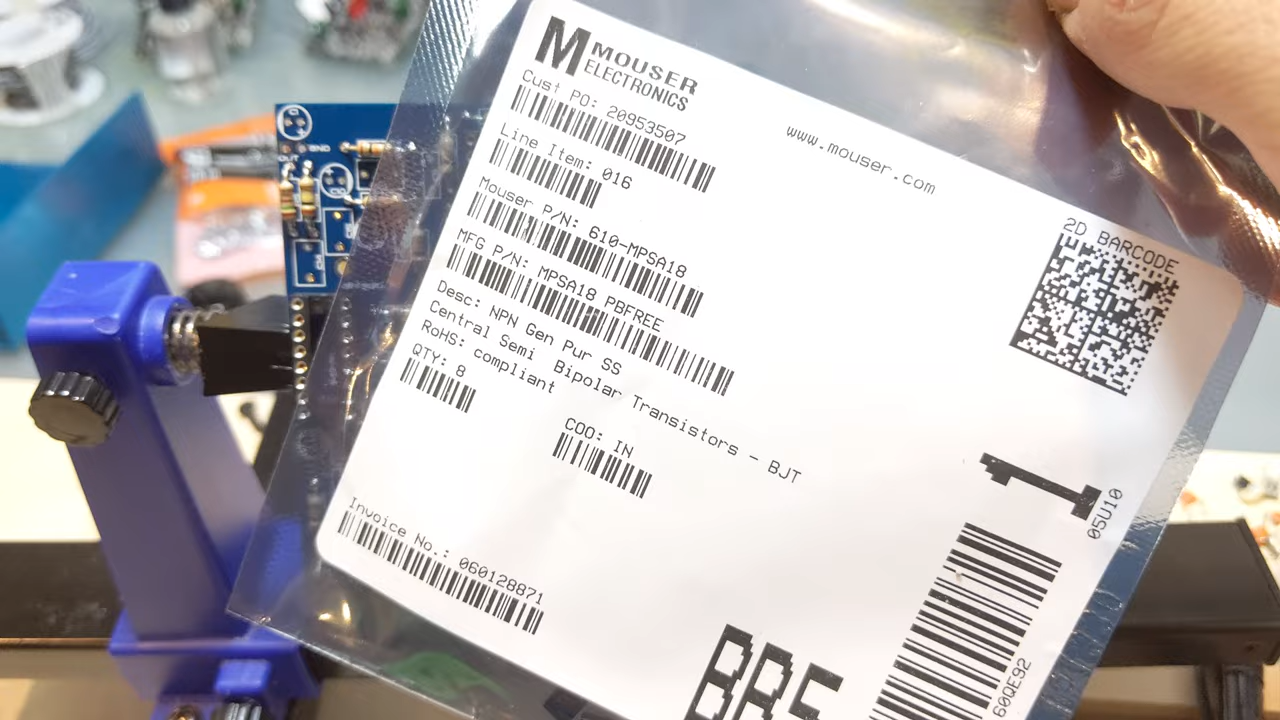 M MOUSER
ELECTRONICS
Cust PO: 20953507
www.mouser.com
Line Item: 016
Mouser P/N: 610-MPSA18
MFG P/N: MPSA18 PBFREE
Desc: NPN Gen Pur SS
Central Semi Bipolar Transistors - BJT
RoHS: compliant
QTY: 8
COO: IN
Invoice No.: 060128871
2D BARCODE
1
05U10
60QE92
GND
OUT